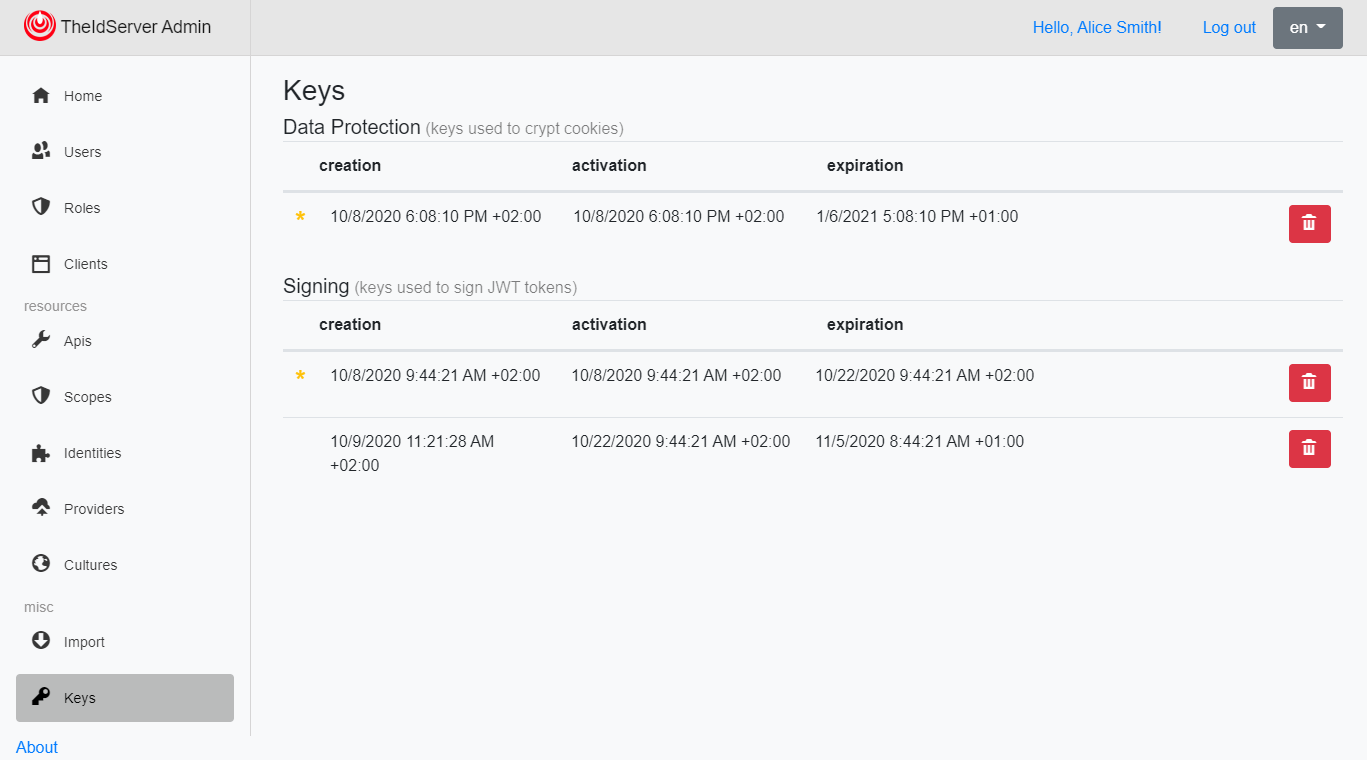 TheIdServer Admin
Hello, Alice Smith!
Log out
en
Home
Users
Roles
Clients
resources
Apis
Scopes
Identities
Providers
Cultures
misc
Import
Keys
About
Keys
Data Protection (keys used to crypt cookies)
creation activation expiration
* 10/8/2020 6:08:10 PM +02:00 10/8/2020 6:08:10 PM +02:00 1/6/2021 5:08:10 PM +01:00
Signing (keys used to sign JWT tokens)
creation activation expiration
* 10/8/2020 9:44:21 AM +02:00 10/8/2020 9:44:21 AM +02:00 10/22/2020 9:44:21 AM +02:00
10/9/2020 11:21:28 AM 10/22/2020 9:44:21 AM +02:00 11/5/2020 8:44:21 AM +01:00
+02:00